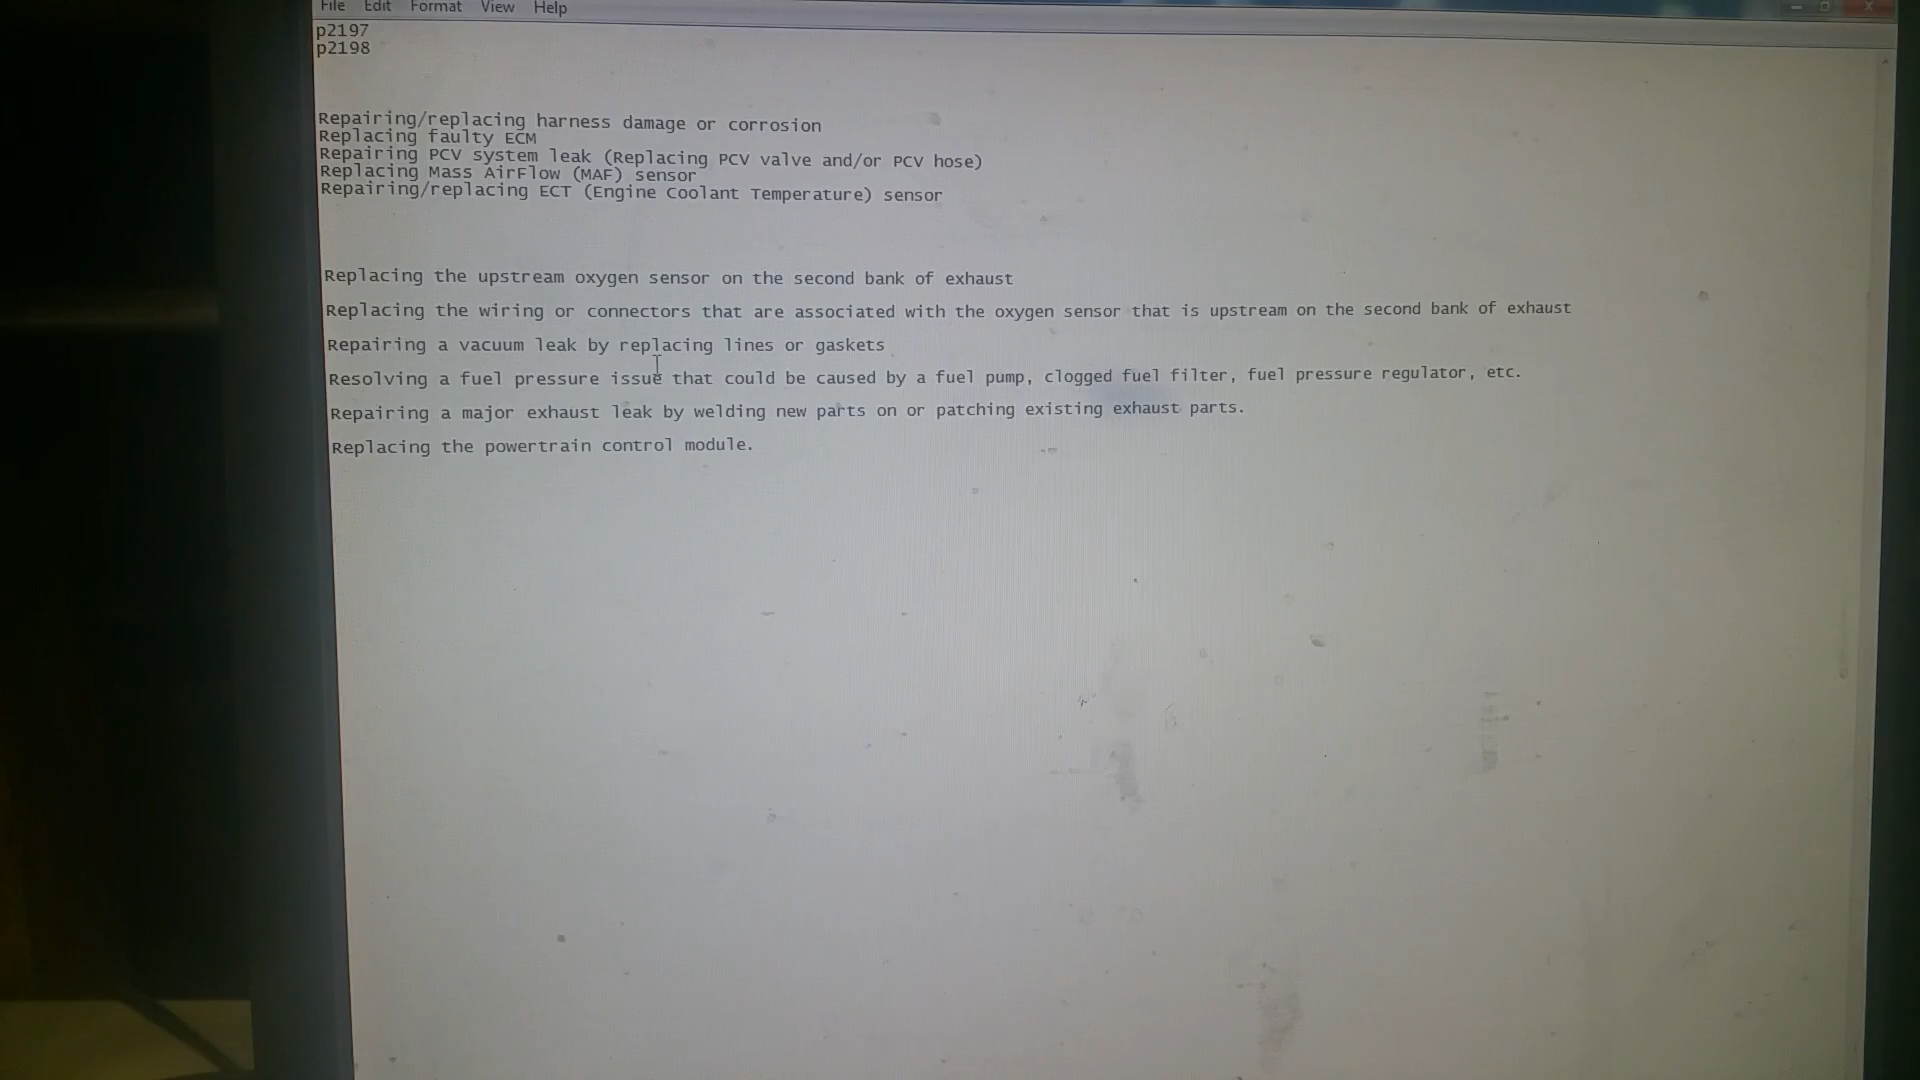 File Edit Format View Help
p2197
p2198
Repairing/replacing harness damage or corrosion
Replacing faulty ECM
Repairing PCV system leak (Replacing PCV valve and/or PCV hose)
Replacing Mass AirFlow (MAF) sensor
Repairing/replacing ECT (Engine Coolant Temperature) sensor
Replacing the upstream oxygen sensor on the second bank of exhaust
Replacing the wiring or connectors that are associated with the oxygen sensor that is upstream on the second bank of exhaust
Repairing a vacuum leak by replacing lines or gaskets
Resolving a fuel pressure issue that could be caused by a fuel pump, clogged fuel filter, fuel pressure regulator, etc.
Repairing a major exhaust leak by welding new parts on or patching existing exhaust parts.
Replacing the powertrain control module.